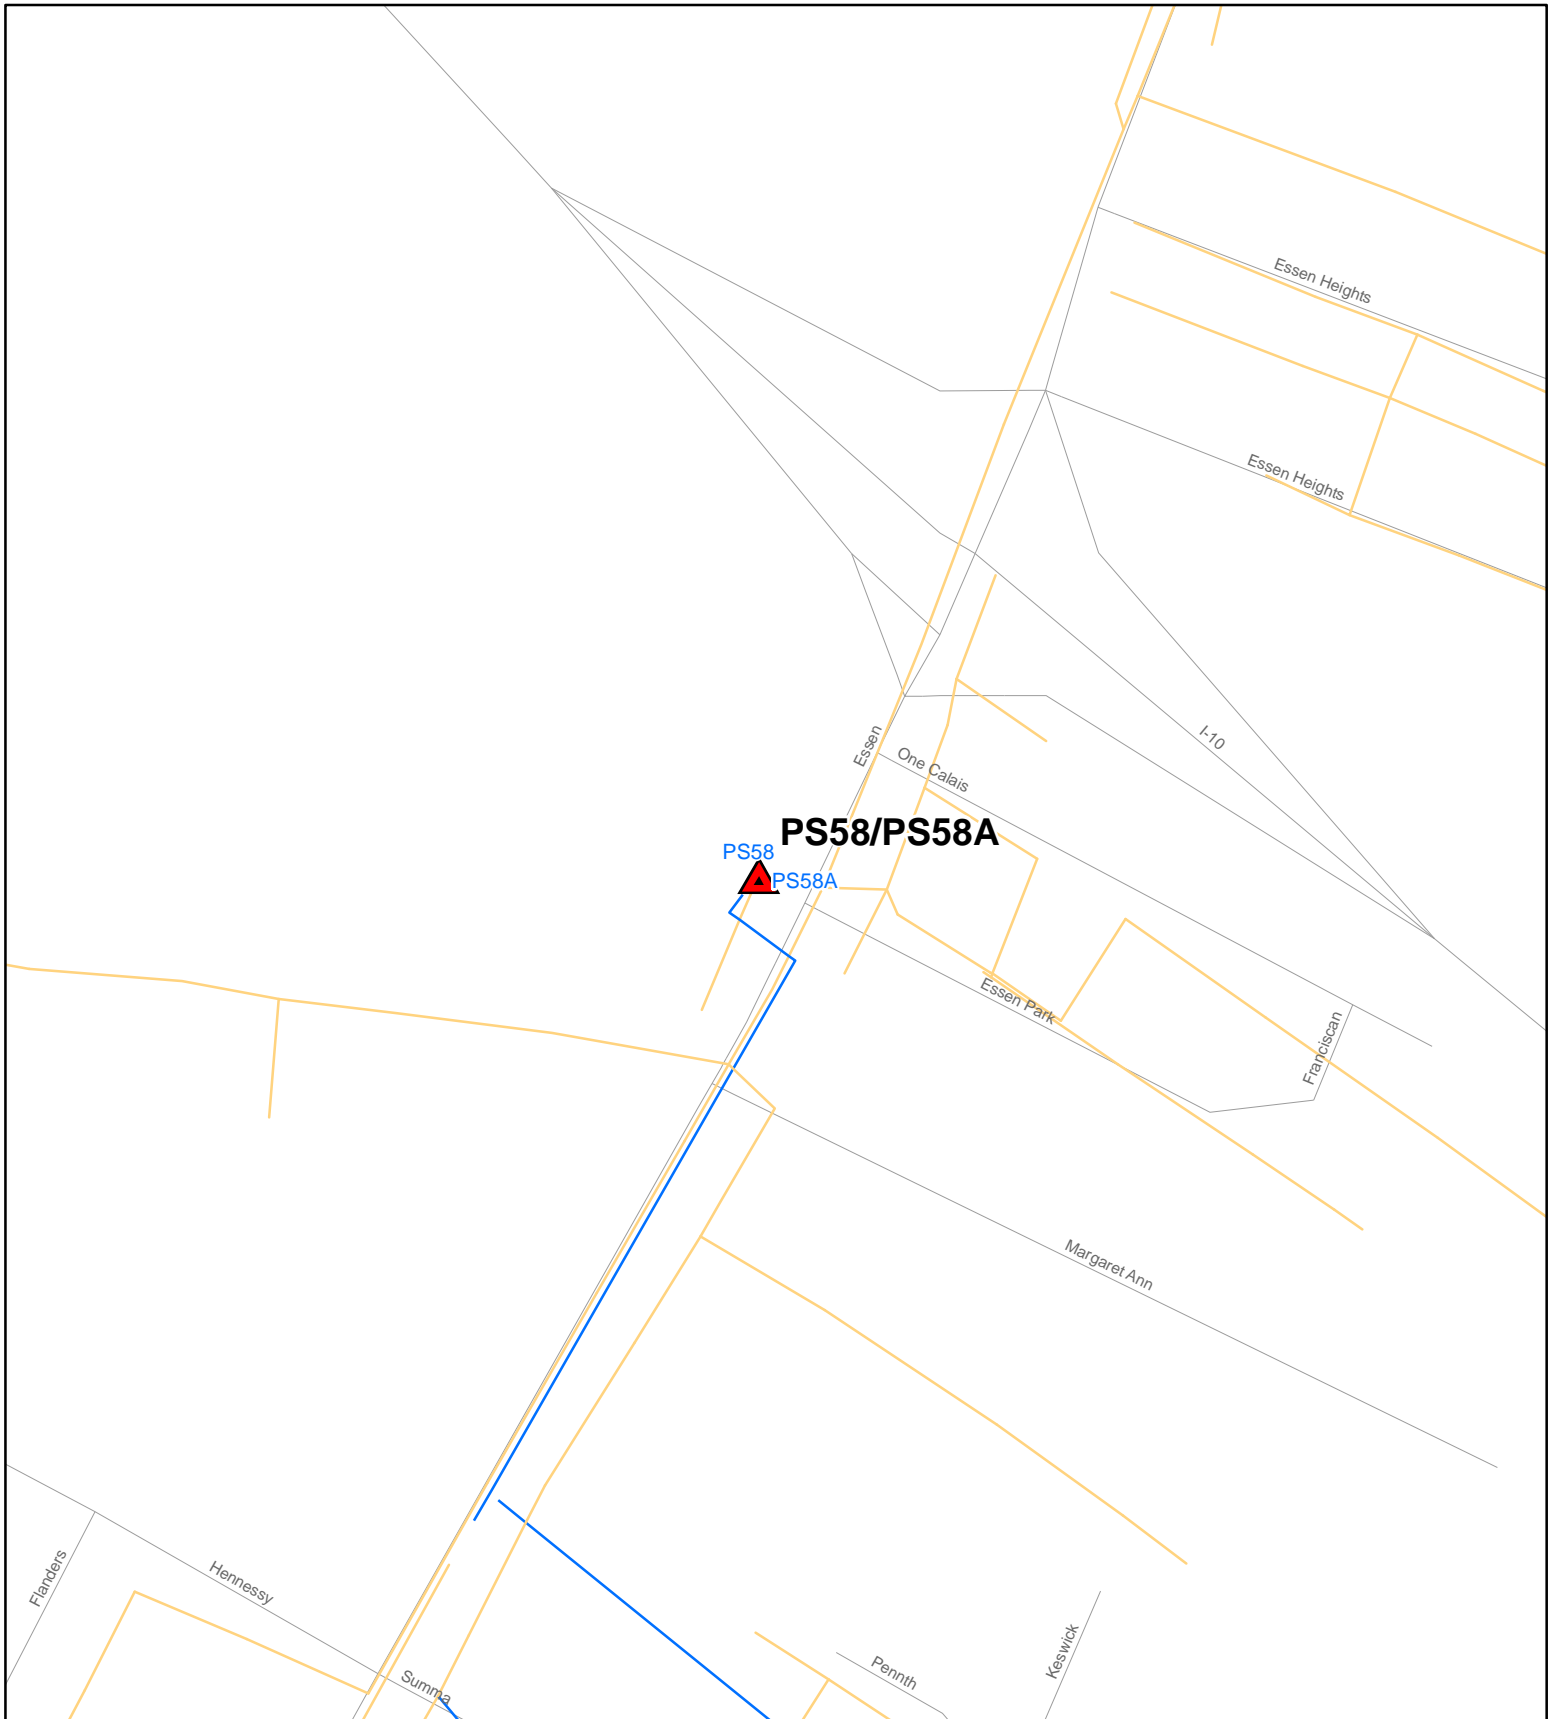 Essen Heights
Essen Heights
I-10
Essen
One Calais
PS58/PS58A
PS58
PS58A
Essen Park
Franciscan
Margaret Ann
Flanders
Hennessy
Summa
Pennth
Keswick